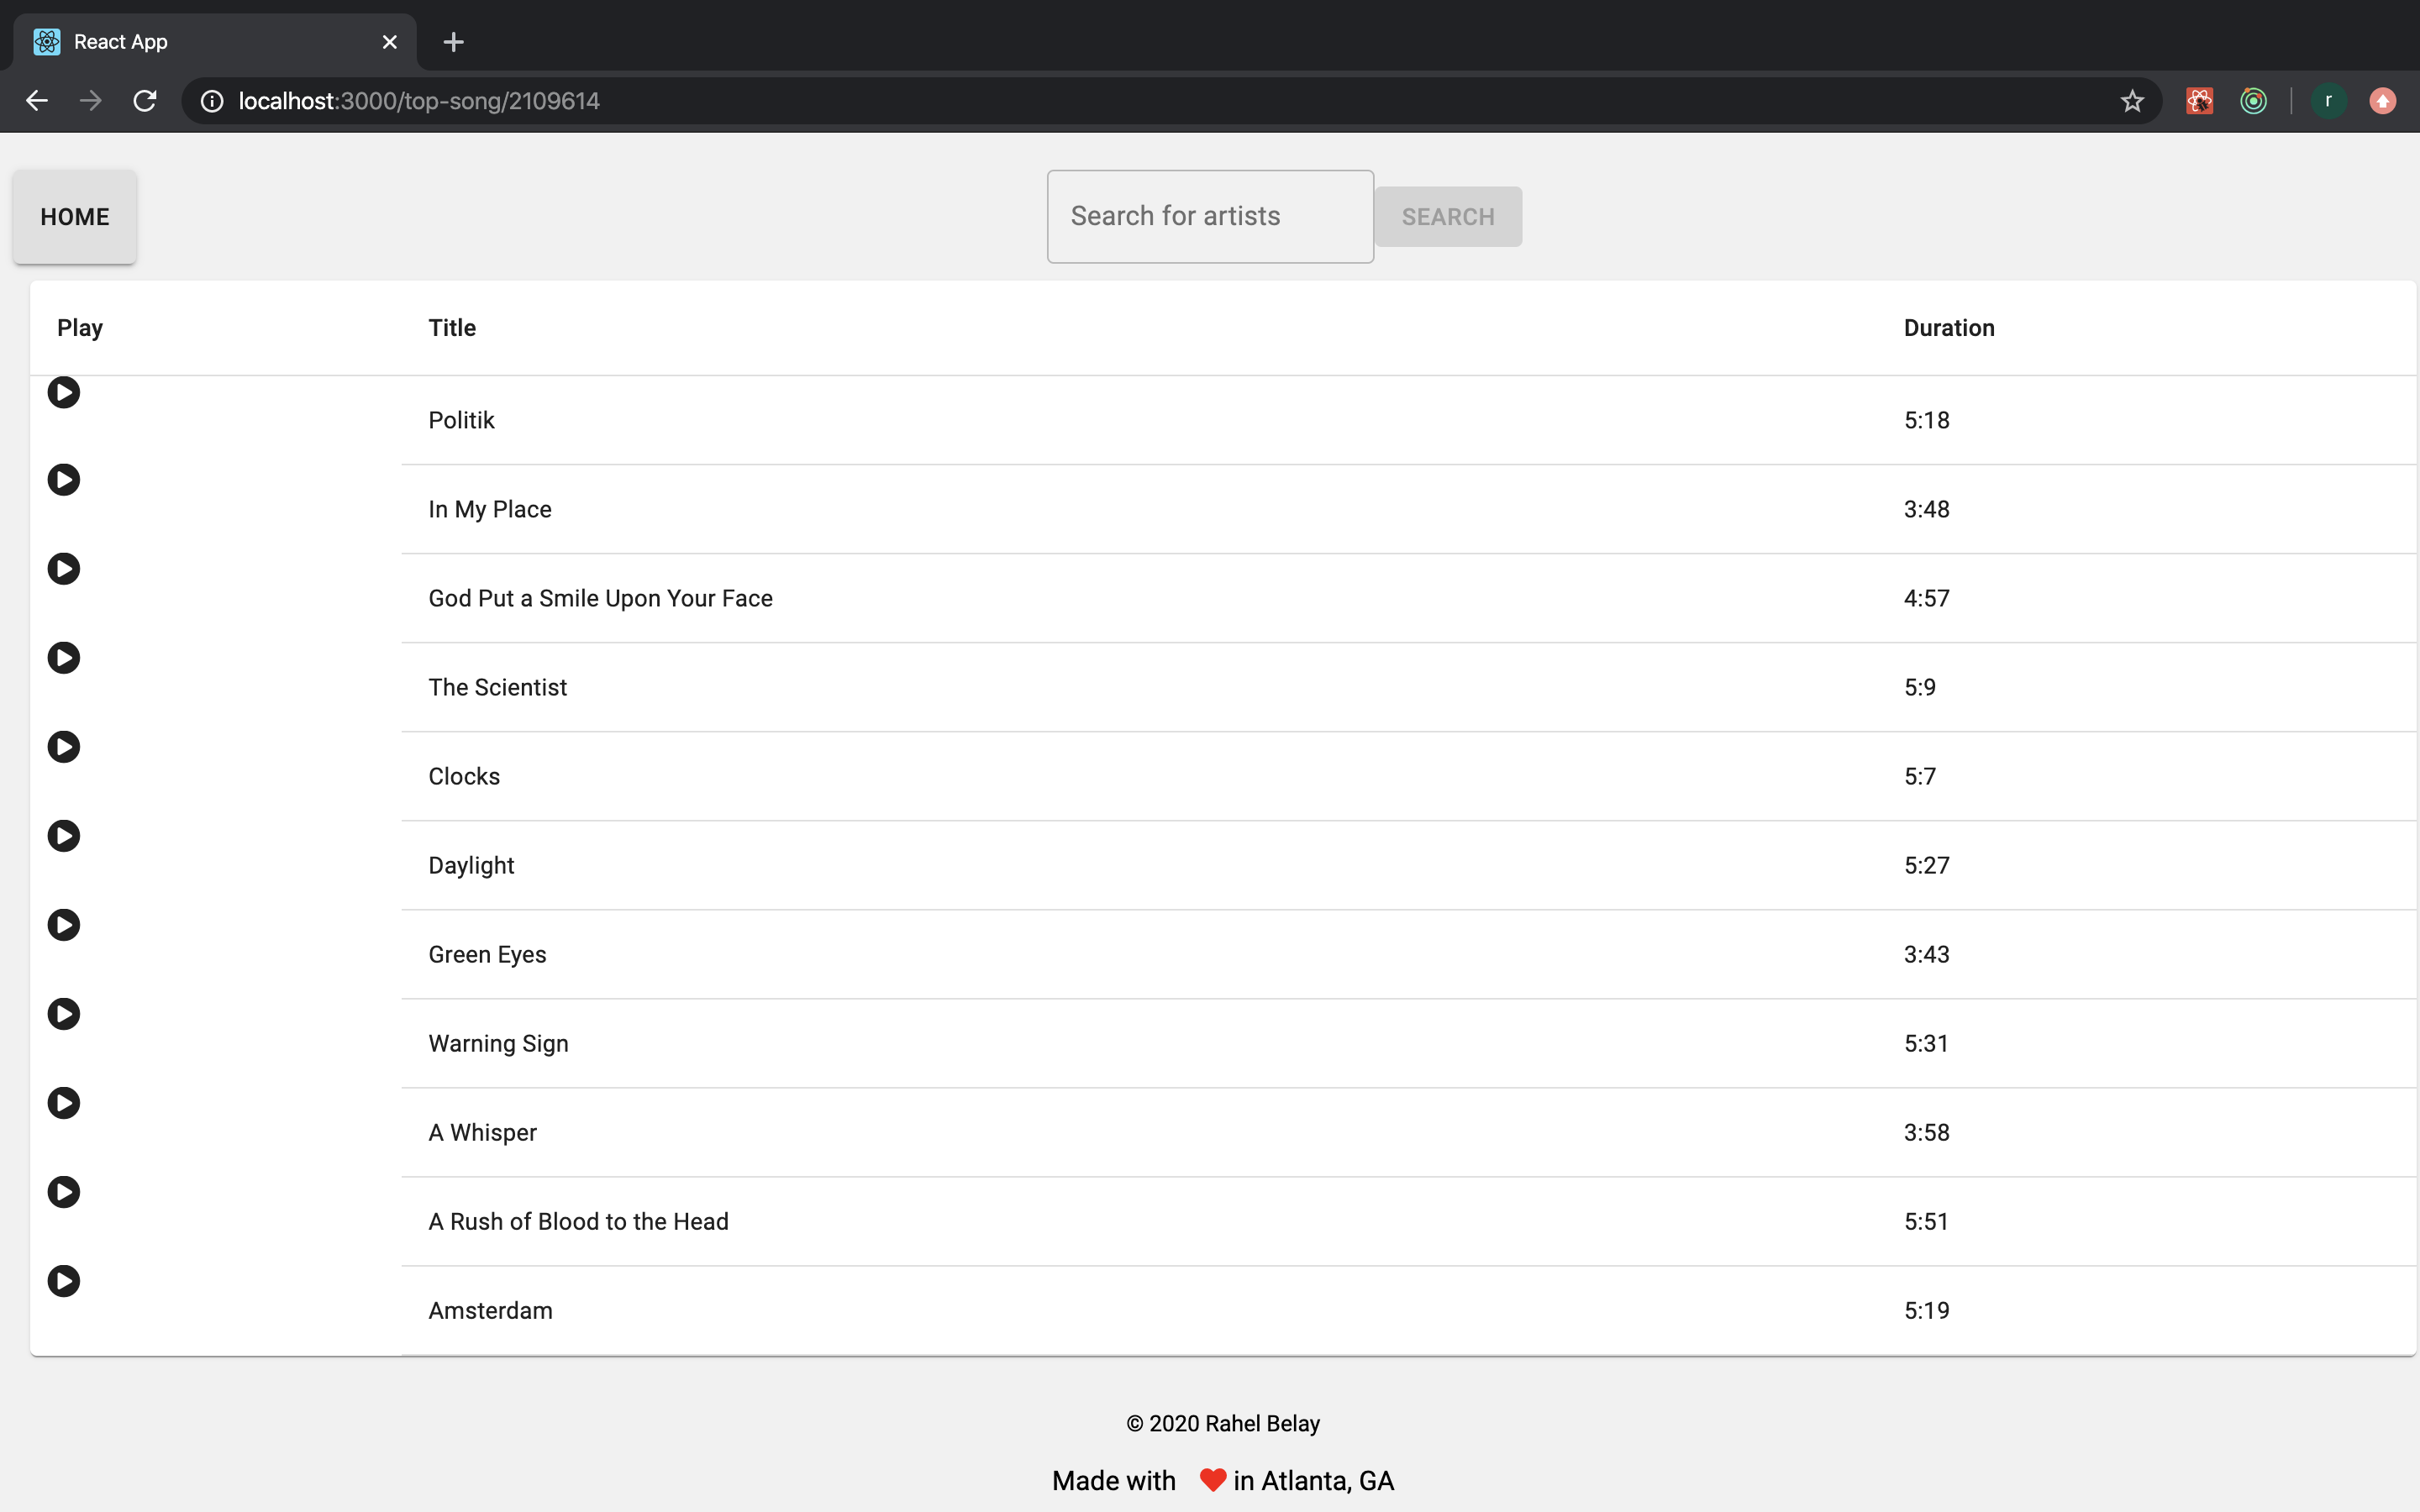 React App
localhost:3000/top-song/2109614
r
HOME
Search for artists
SEARCH
Play Title Duration
Politik 5:18
In My Place 3:48
God Put a Smile Upon Your Face 4:57
The Scientist 5:9
Clocks 5:7
Daylight 5:27
Green Eyes 3:43
Warning Sign 5:31
A Whisper 3:58
A Rush of Blood to the Head 5:51
Amsterdam 5:19
© 2020 Rahel Belay
Made with ❤ in Atlanta, GA